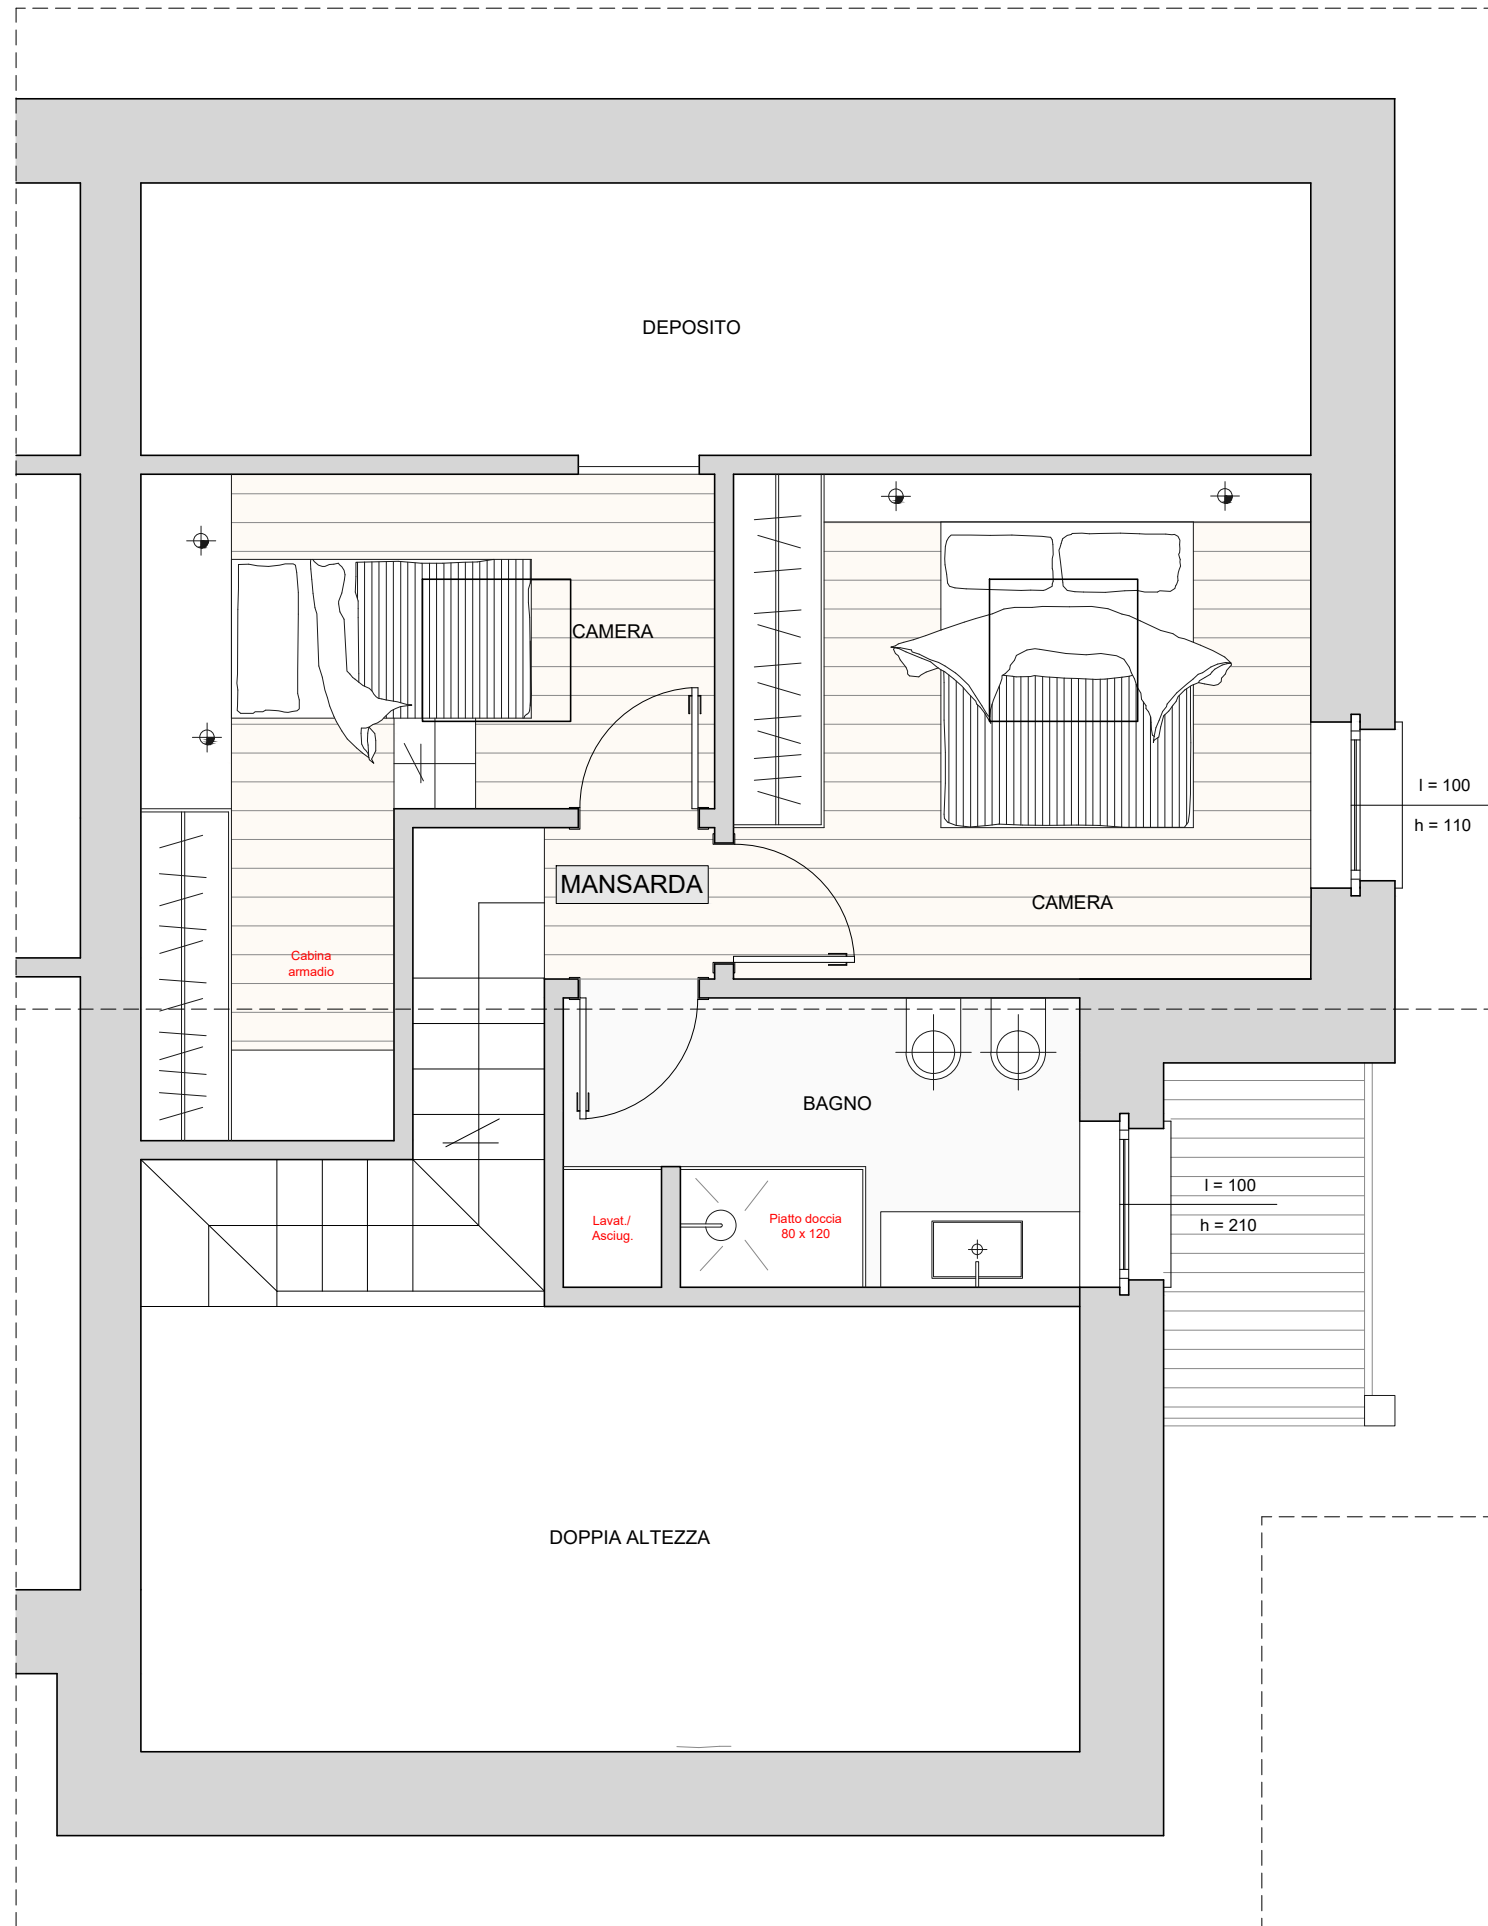 DEPOSITO
CAMERA
l = 100
h = 110
MANSARDA
CAMERA
Cabina
armadio
BAGNO
l = 100
h = 210
Lavat./
Asciug.
Piatto doccia
80 x 120
DOPPIA ALTEZZA